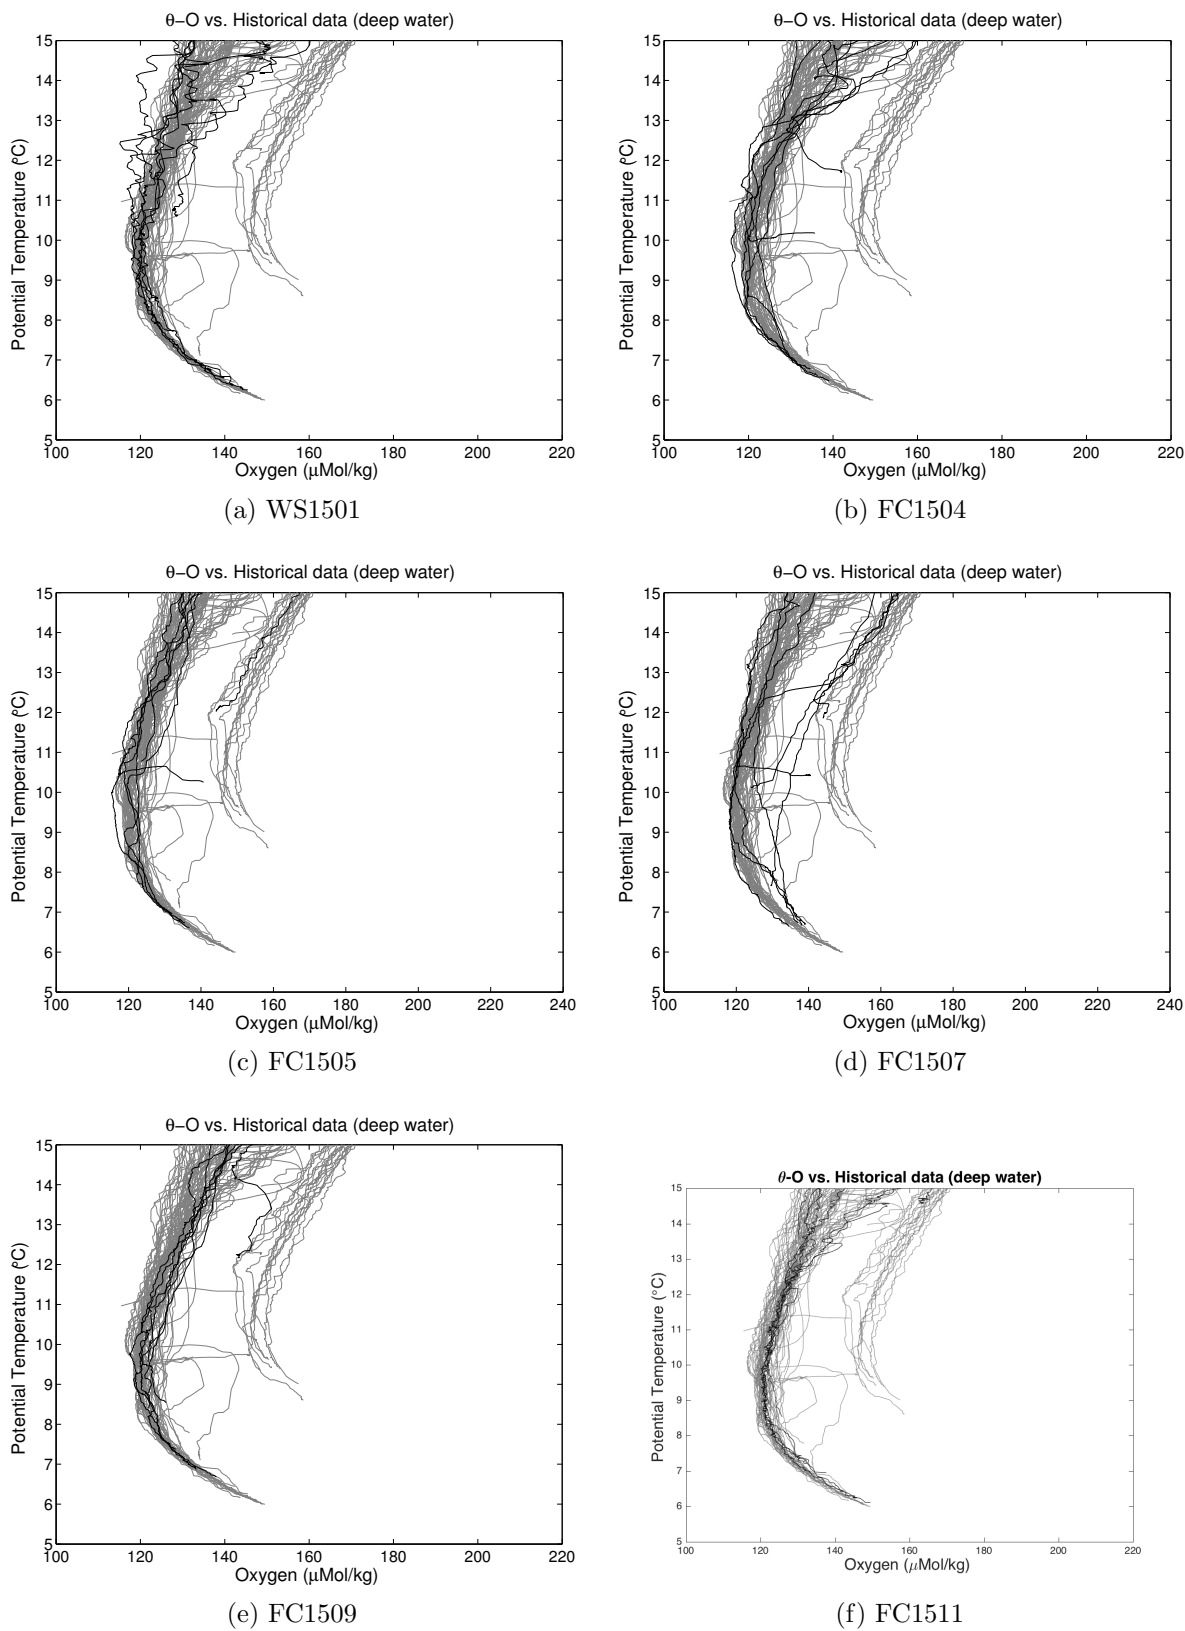 θ−O vs. Historical data (deep water)
15
14
13
12
11
10
9
8
7
6
5
Potential Temperature (ºC)
100 120 140 160 180 200 220
Oxygen (μMol/kg)
(a) WS1501
θ−O vs. Historical data (deep water)
15
14
13
12
11
10
9
8
7
6
5
Potential Temperature (ºC)
100 120 140 160 180 200 220
Oxygen (μMol/kg)
(b) FC1504
θ−O vs. Historical data (deep water)
15
14
13
12
11
10
9
8
7
6
5
Potential Temperature (ºC)
100 120 140 160 180 200 220 240
Oxygen (μMol/kg)
(c) FC1505
θ−O vs. Historical data (deep water)
15
14
13
12
11
10
9
8
7
6
5
Potential Temperature (ºC)
100 120 140 160 180 200 220 240
Oxygen (μMol/kg)
(d) FC1507
θ−O vs. Historical data (deep water)
15
14
13
12
11
10
9
8
7
6
5
Potential Temperature (ºC)
100 120 140 160 180 200 220
Oxygen (μMol/kg)
(e) FC1509
θ-O vs. Historical data (deep water)
15
14
13
12
11
10
9
8
7
6
5
Potential Temperature (°C)
100 120 140 160 180 200 220
Oxygen (μMol/kg)
(f) FC1511